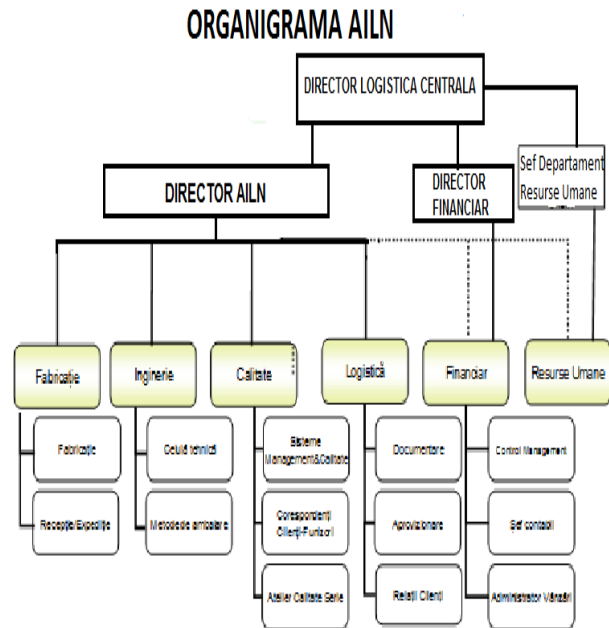 ORGANIGRAMA AILN
DIRECTOR LOGISTICA CENTRALA
DIRECTOR AILN
DIRECTOR
FINANCIAR
Sef Departament
Resurse Umane
Fabricație
Inginerie
Calitate
Logistică
Financiar
Resurse Umane
Fabricație
Recepție/Expediție
Celulă tehnică
Metode de ambalare
Sisteme
Management&Calitate
Corespondenți
Clienți-Furnizori
Atelier Calitate Serie
Documentare
Aprovizionare
Relații Clienți
Control Management
Șef contabil
Administrator Vânzări